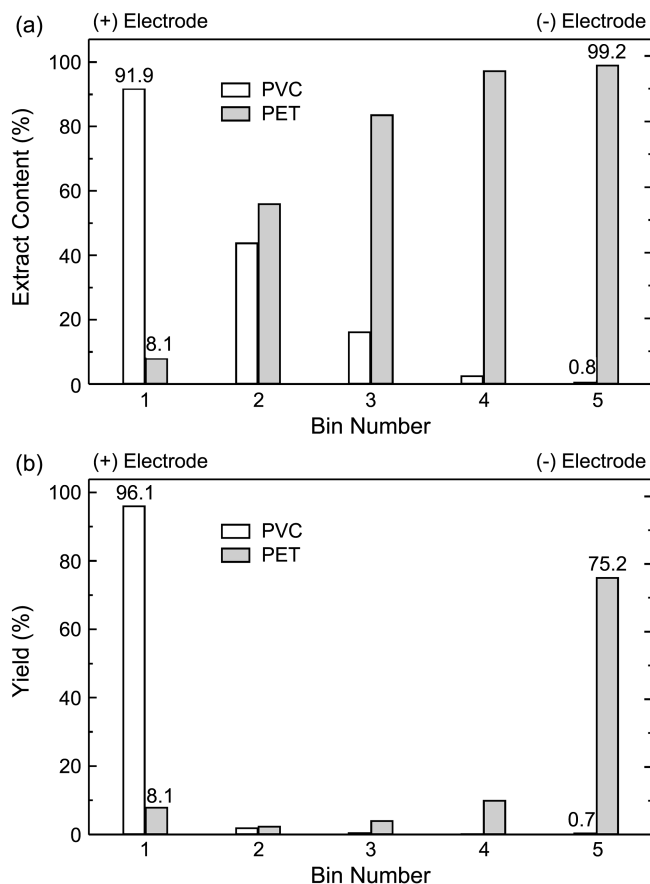 (a)
(+) Electrode
(-) Electrode
Extract Content (%)
100
80
60
40
20
0
91.9
8.1
99.2
0.8
PVC
PET
1 2 3 4 5
Bin Number
(b)
(+) Electrode
(-) Electrode
Yield (%)
100
80
60
40
20
0
96.1
8.1
75.2
0.7
PVC
PET
1 2 3 4 5
Bin Number